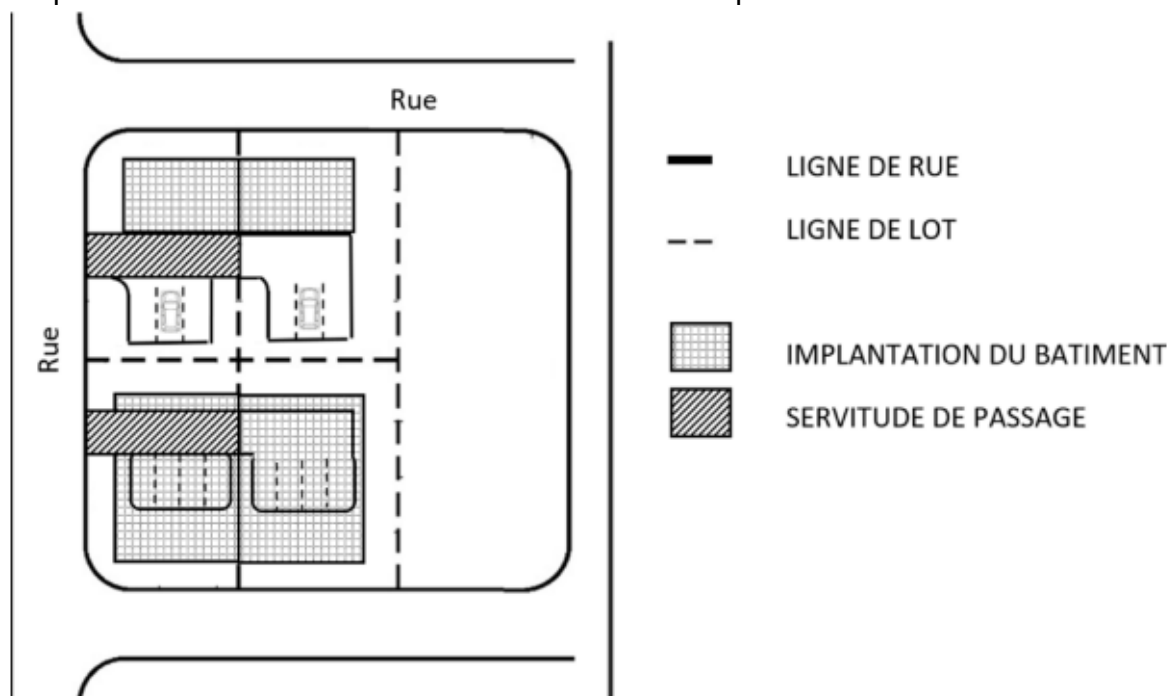 Rue
Rue
LIGNE DE RUE
LIGNE DE LOT
IMPLANTATION DU BATIMENT
SERVITUDE DE PASSAGE